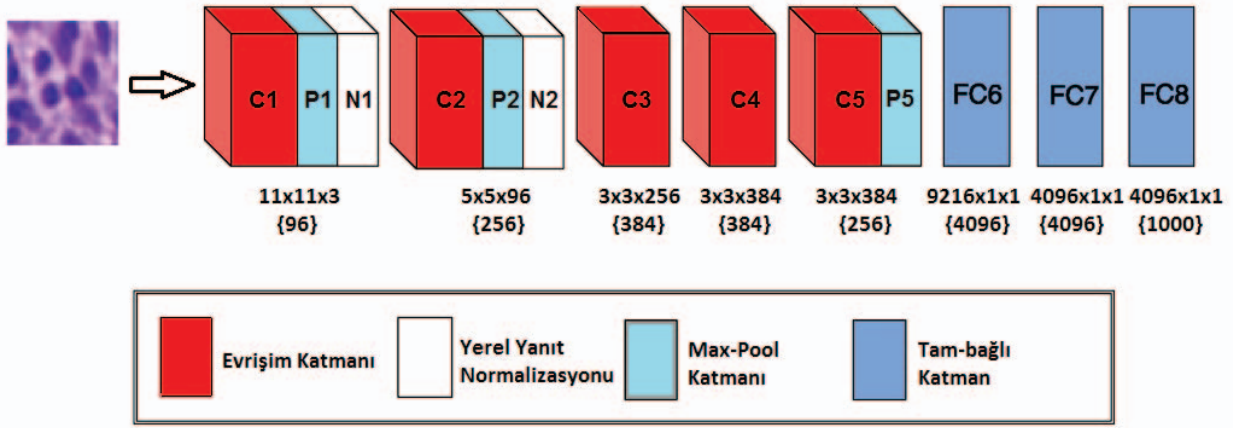 C1 P1 N1 C2 P2 N2 C3 C4 C5 P5 FC6 FC7 FC8
11x11x3 5x5x96 3x3x256 3x3x384 3x3x384 9216x1x1 4096x1x1 4096x1x1
{96} {256} {384} {384} {256} {4096} {4096} {1000}
Evrişim Katmanı
Yerel Yanıt
Normalizasyonu
Max-Pool
Katmanı
Tam-bağlı
Katman